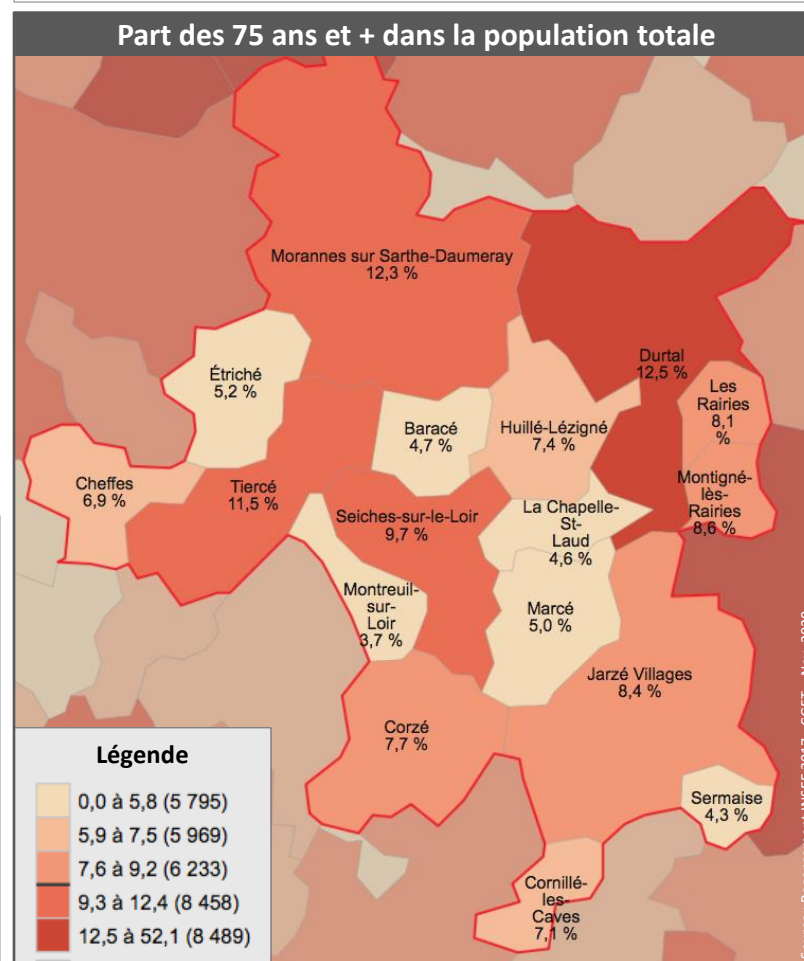 Part des 75 ans et + dans la population totale
Morannes sur Sarthe-Daumeray
12,3 %
Durtal
12,5 %
Étriché
5,2 %
Les
Rairies
8,1
%
Baracé
4,7 %
Huillé-Lézigné
7,4 %
Cheffes
6,9 %
Tiercé
11,5 %
Montigné-
lès-
Rairies
8,6 %
Seiches-sur-le-Loir
9,7 %
La Chapelle-
St-
Laud
4,6 %
Montreuil-
sur-
Loir
3,7 %
Marcé
5,0 %
Jarzé Villages
8,4 %
Corzé
7,7 %
Sermaise
4,3 %
Cornillé-
les-
Caves
7,1 %
Légende
0,0 à 5,8 (5 795)
5,9 à 7,5 (5 969)
7,6 à 9,2 (6 233)
9,3 à 12,4 (8 458)
12,5 à 52,1 (8 489)